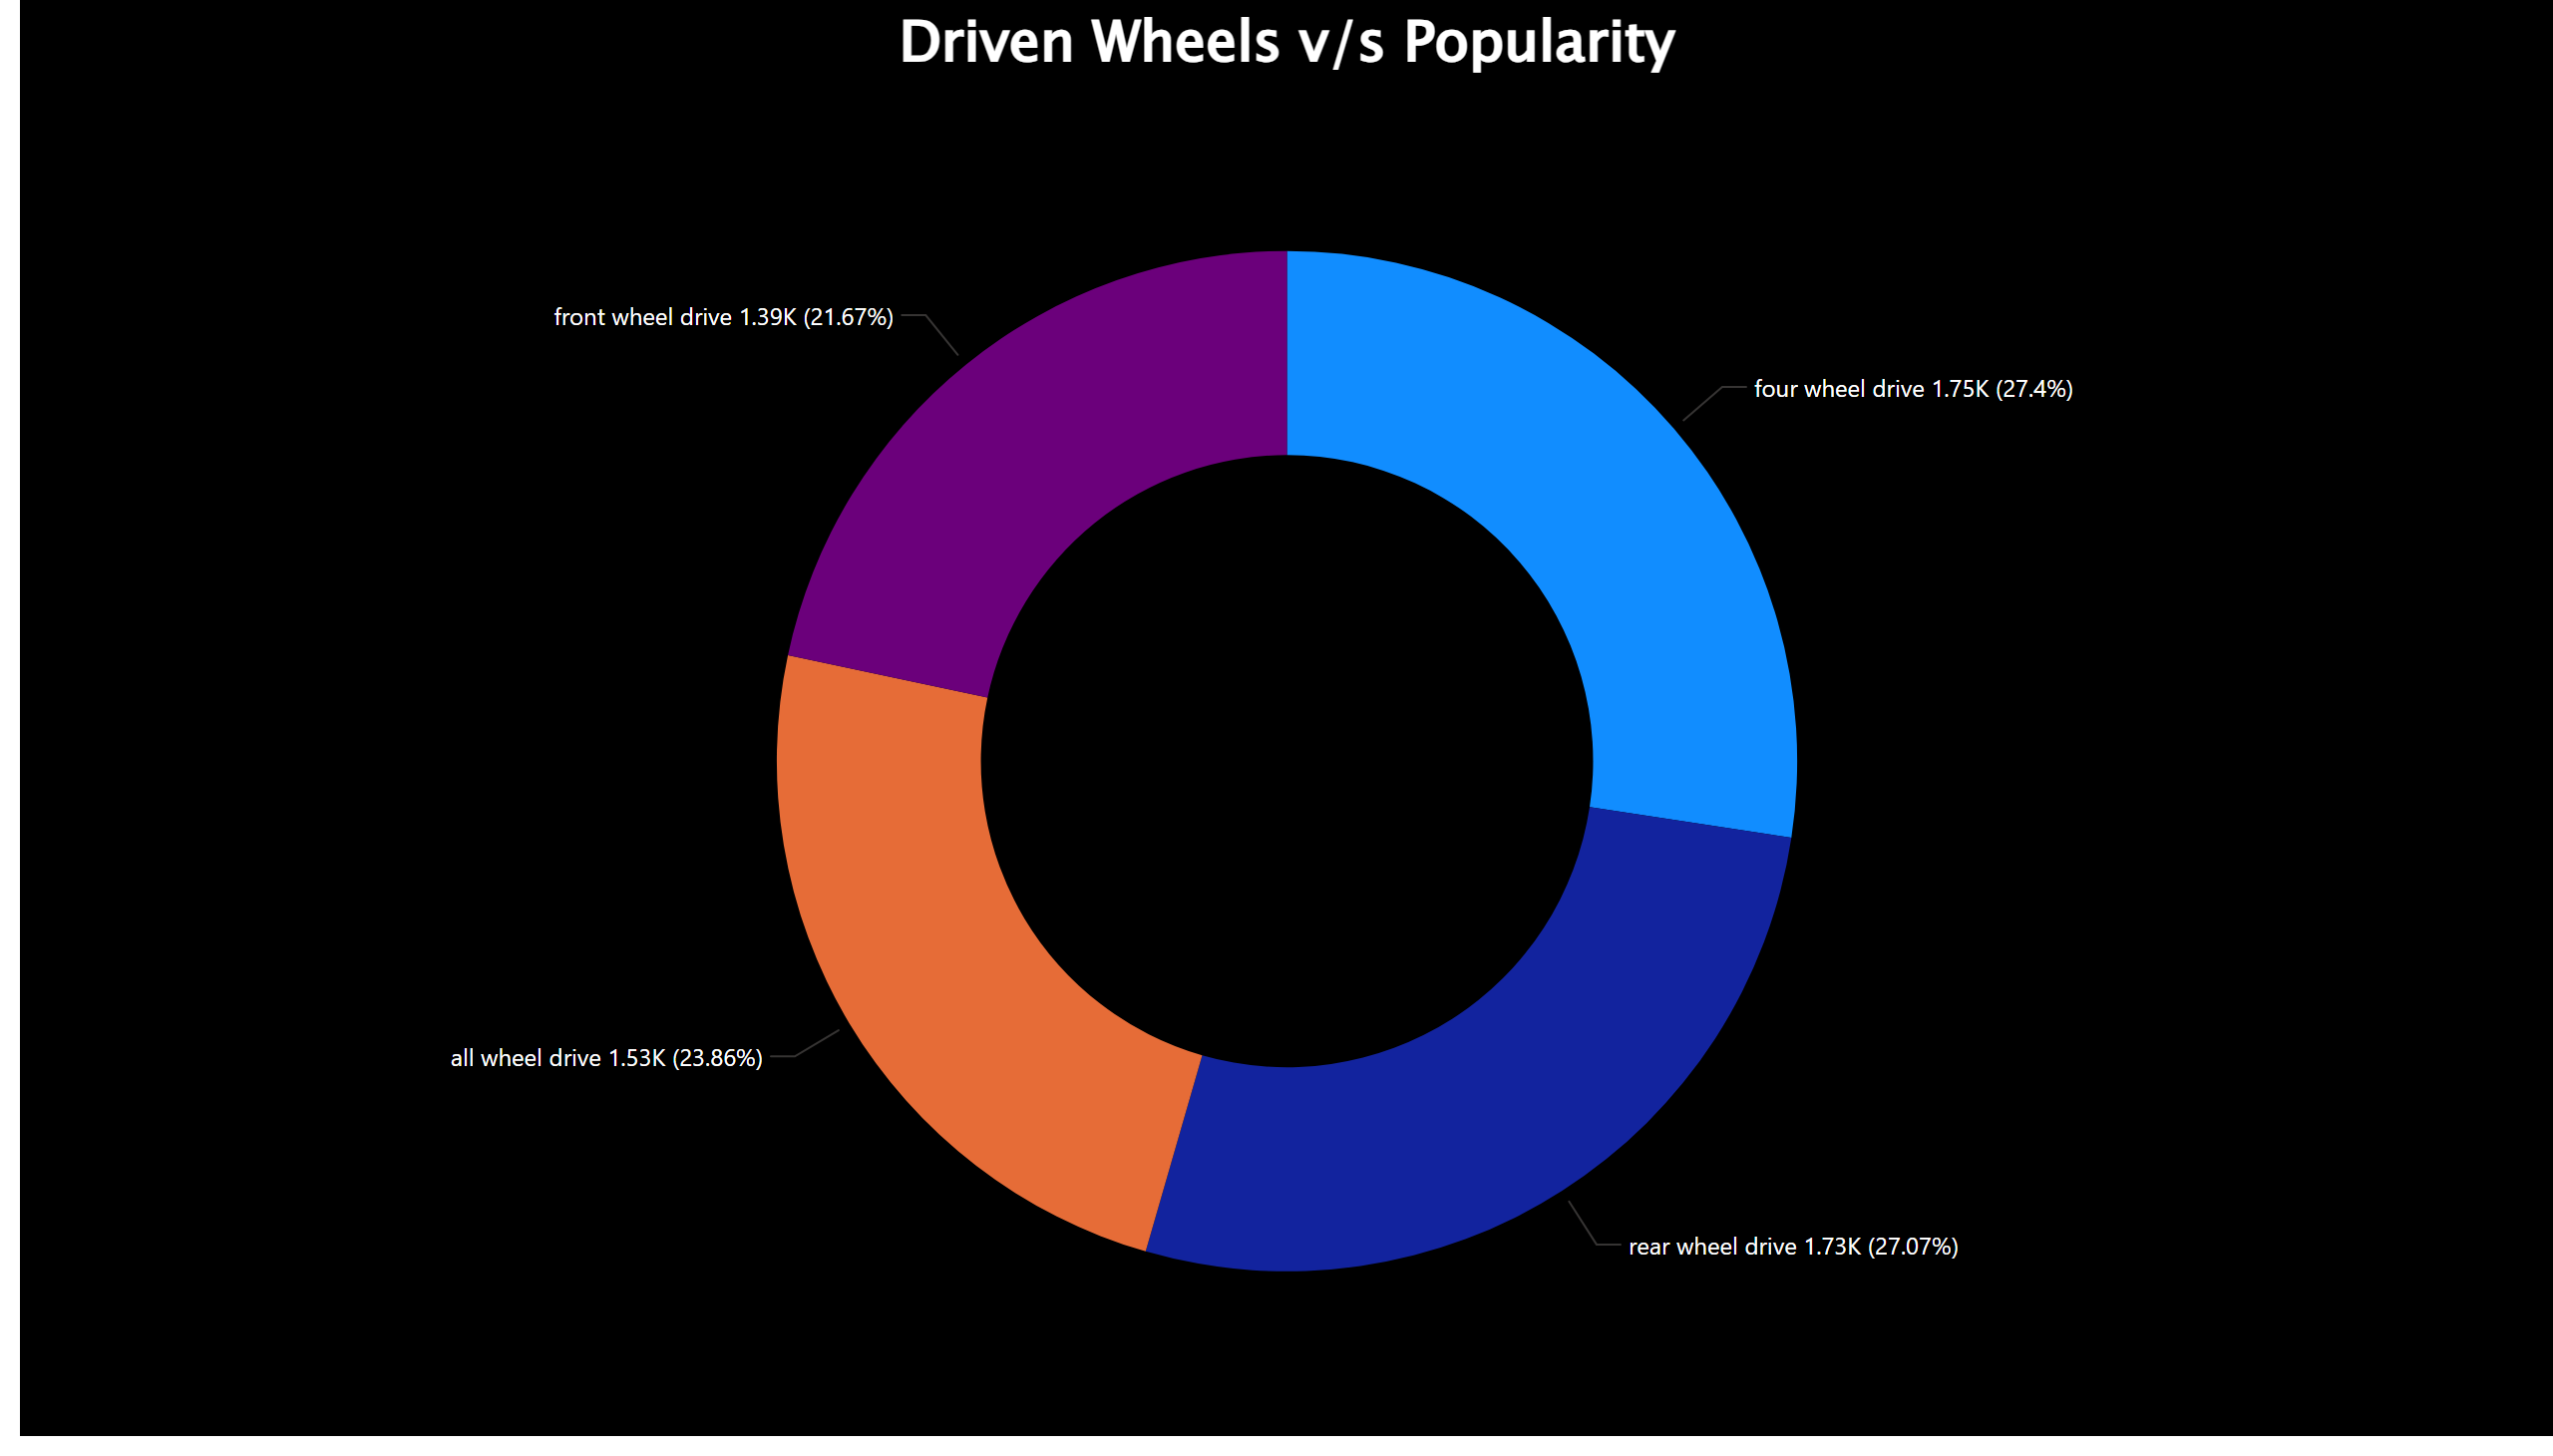 Driven Wheels v/s Popularity
front wheel drive 1.39K (21.67%)
four wheel drive 1.75K (27.4%)
all wheel drive 1.53K (23.86%)
rear wheel drive 1.73K (27.07%)